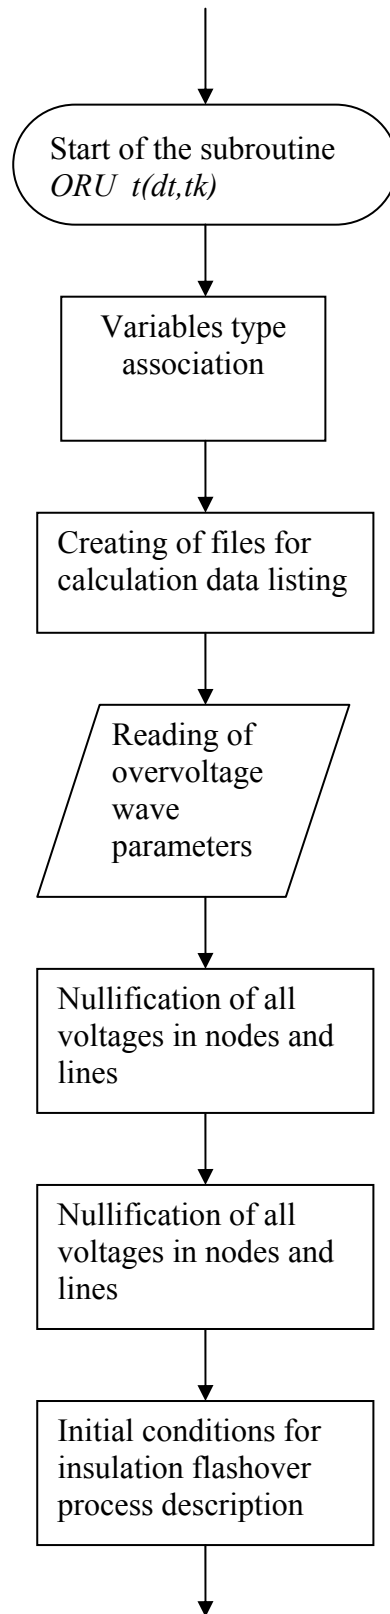 Start of the subroutine
ORU t(dt,tk)
Variables type
association
Creating of files for
calculation data listing
Reading of
overvoltage
wave
parameters
Nullification of all
voltages in nodes and
lines
Nullification of all
voltages in nodes and
lines
Initial conditions for
insulation flashover
process description